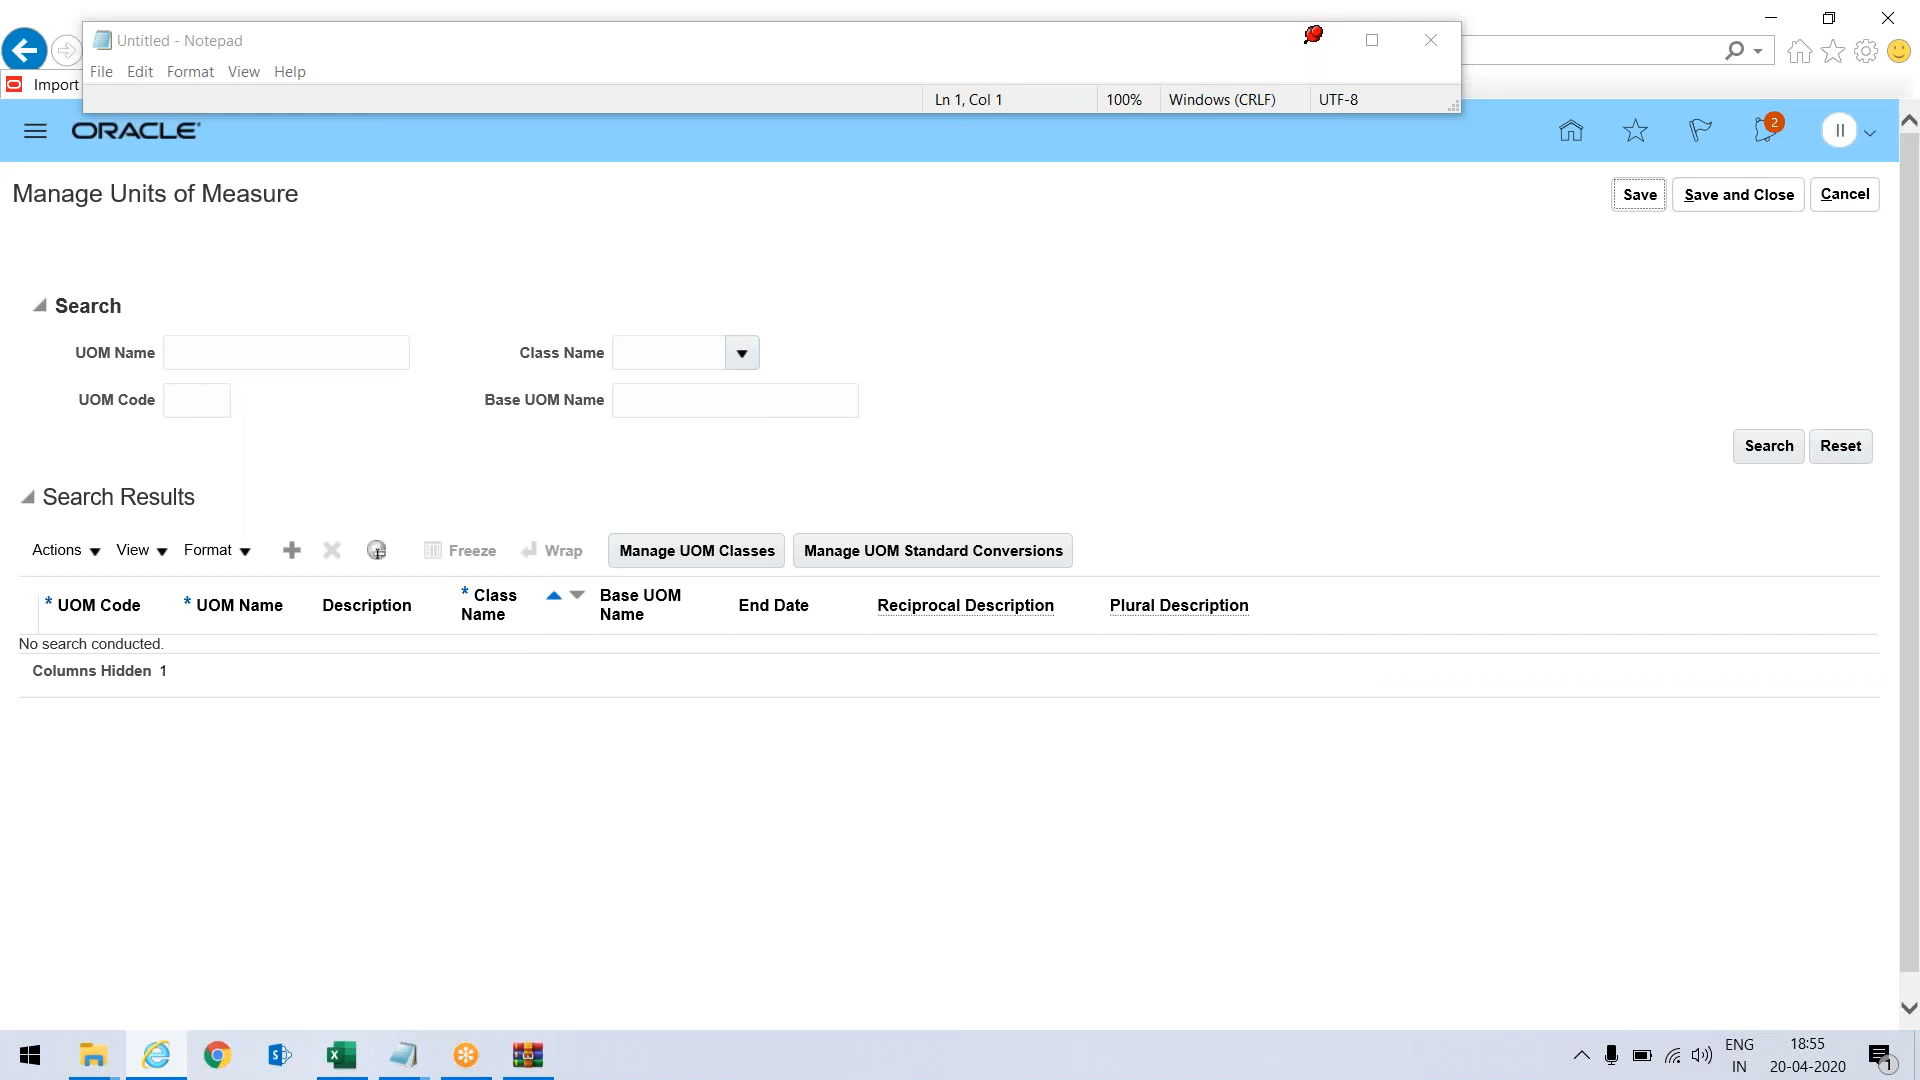 Untitled - Notepad
File Edit Format View Help
Import
Ln 1, Col 1 100% Windows (CRLF) UTF-8
ORACLE 2 II
Manage Units of Measure Save Save and Close Cancel
Search
UOM Name Class Name
UOM Code Base UOM Name
Search Reset
Search Results
Actions View Format Freeze Wrap Manage UOM Classes Manage UOM Standard Conversions
* UOM Code * UOM Name Description * Class Name Base UOM Name End Date Reciprocal Description Plural Description
No search conducted.
Columns Hidden 1
ENG 18:55
IN 20-04-2020 1